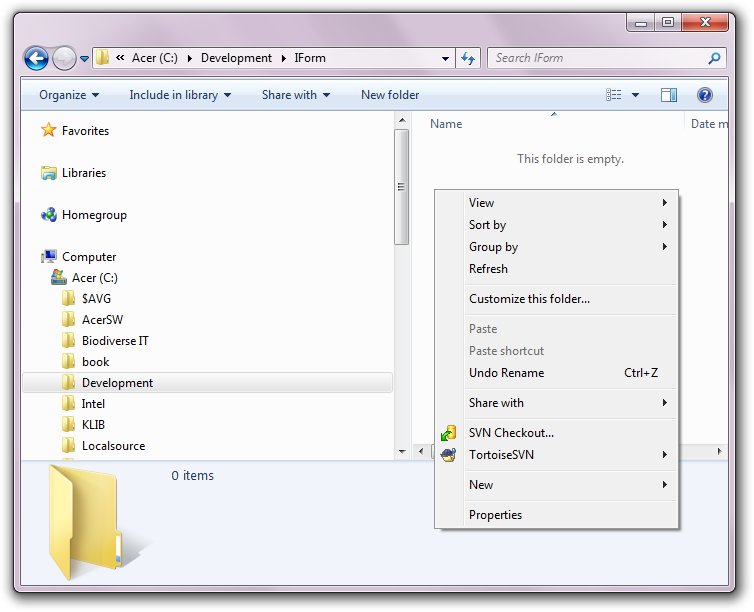 « Acer (C:) Development IForm
Search IForm
Organize Include in library Share with New folder
Favorites
Libraries
Homegroup
Computer
Acer (C:)
$AVG
AcerSW
Biodiverse IT
book
Development
Intel
KLIB
Localsource
Name Date m
This folder is empty.
View
Sort by
Group by
Refresh
Customize this folder...
Paste
Paste shortcut
Undo Rename Ctrl+Z
Share with
SVN Checkout...
TortoiseSVN
New
Properties
0 items